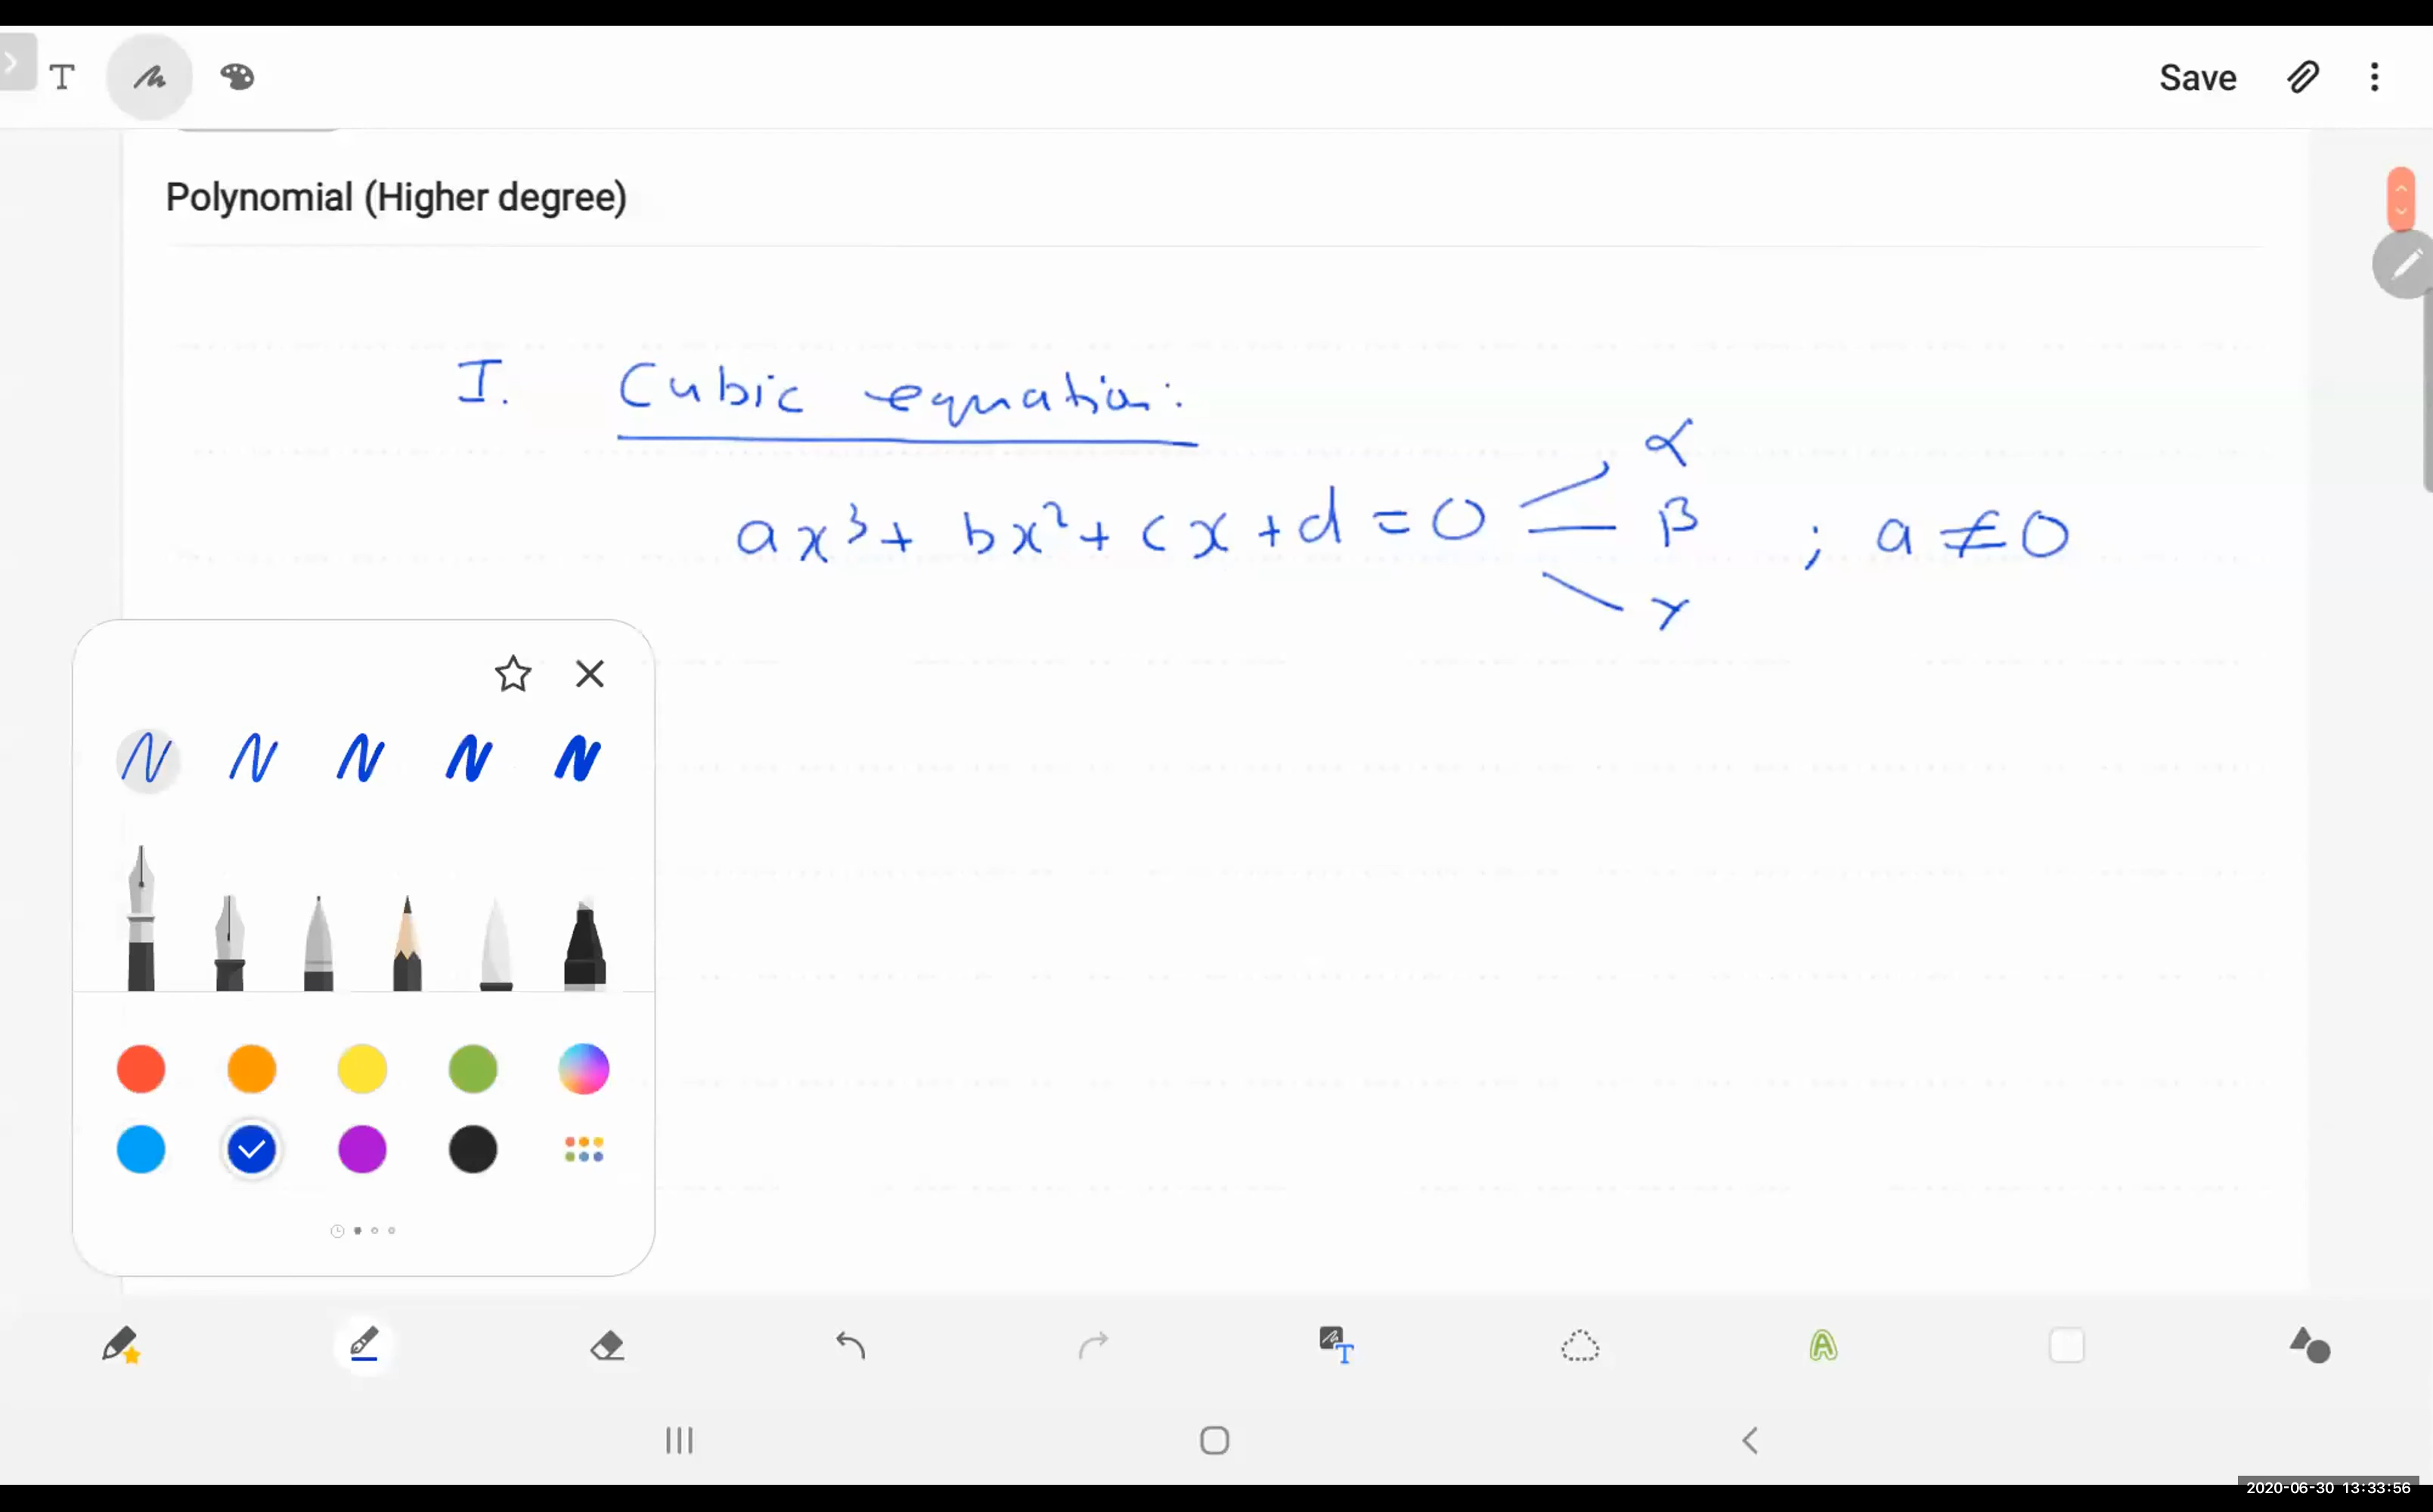 T
Save
Polynomial (Higher degree)
I. Cubic equation:
ax³ + bx² + cx + d = 0 α β γ ; a ≠ 0
2020-06-30 13:33:56